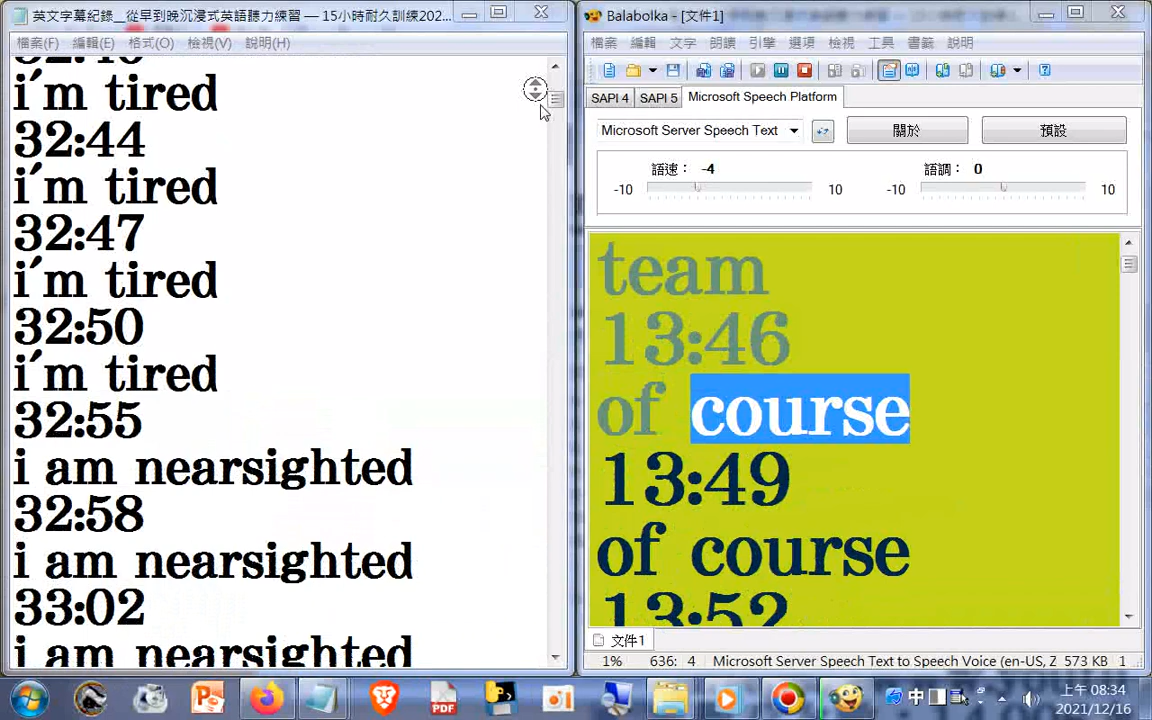 英文字幕紀錄__從早到晚沉浸式英語聽力練習 — 15小時耐久訓練202...
檔案(F) 編輯(E) 格式(O) 檢視(V) 說明(H)
i´m tired
32:44
i´m tired
32:47
i´m tired
32:50
i´m tired
32:55
i am nearsighted
32:58
i am nearsighted
33:02
i am nearsighted
Balabolka - [文件1]
檔案 編輯 文字 朗讀 引擎 選項 檢視 工具 書籤 說明
SAPI 4 SAPI 5 Microsoft Speech Platform
Microsoft Server Speech Text 關於 預設
語速: -4 語調: 0
-10 10 -10 10
team
13:46
of course
13:49
of course
13:52
文件1
1% 636: 4 Microsoft Server Speech Text to Speech Voice (en-US, Z 573 KB 1
中 上午 08:34
2021/12/16